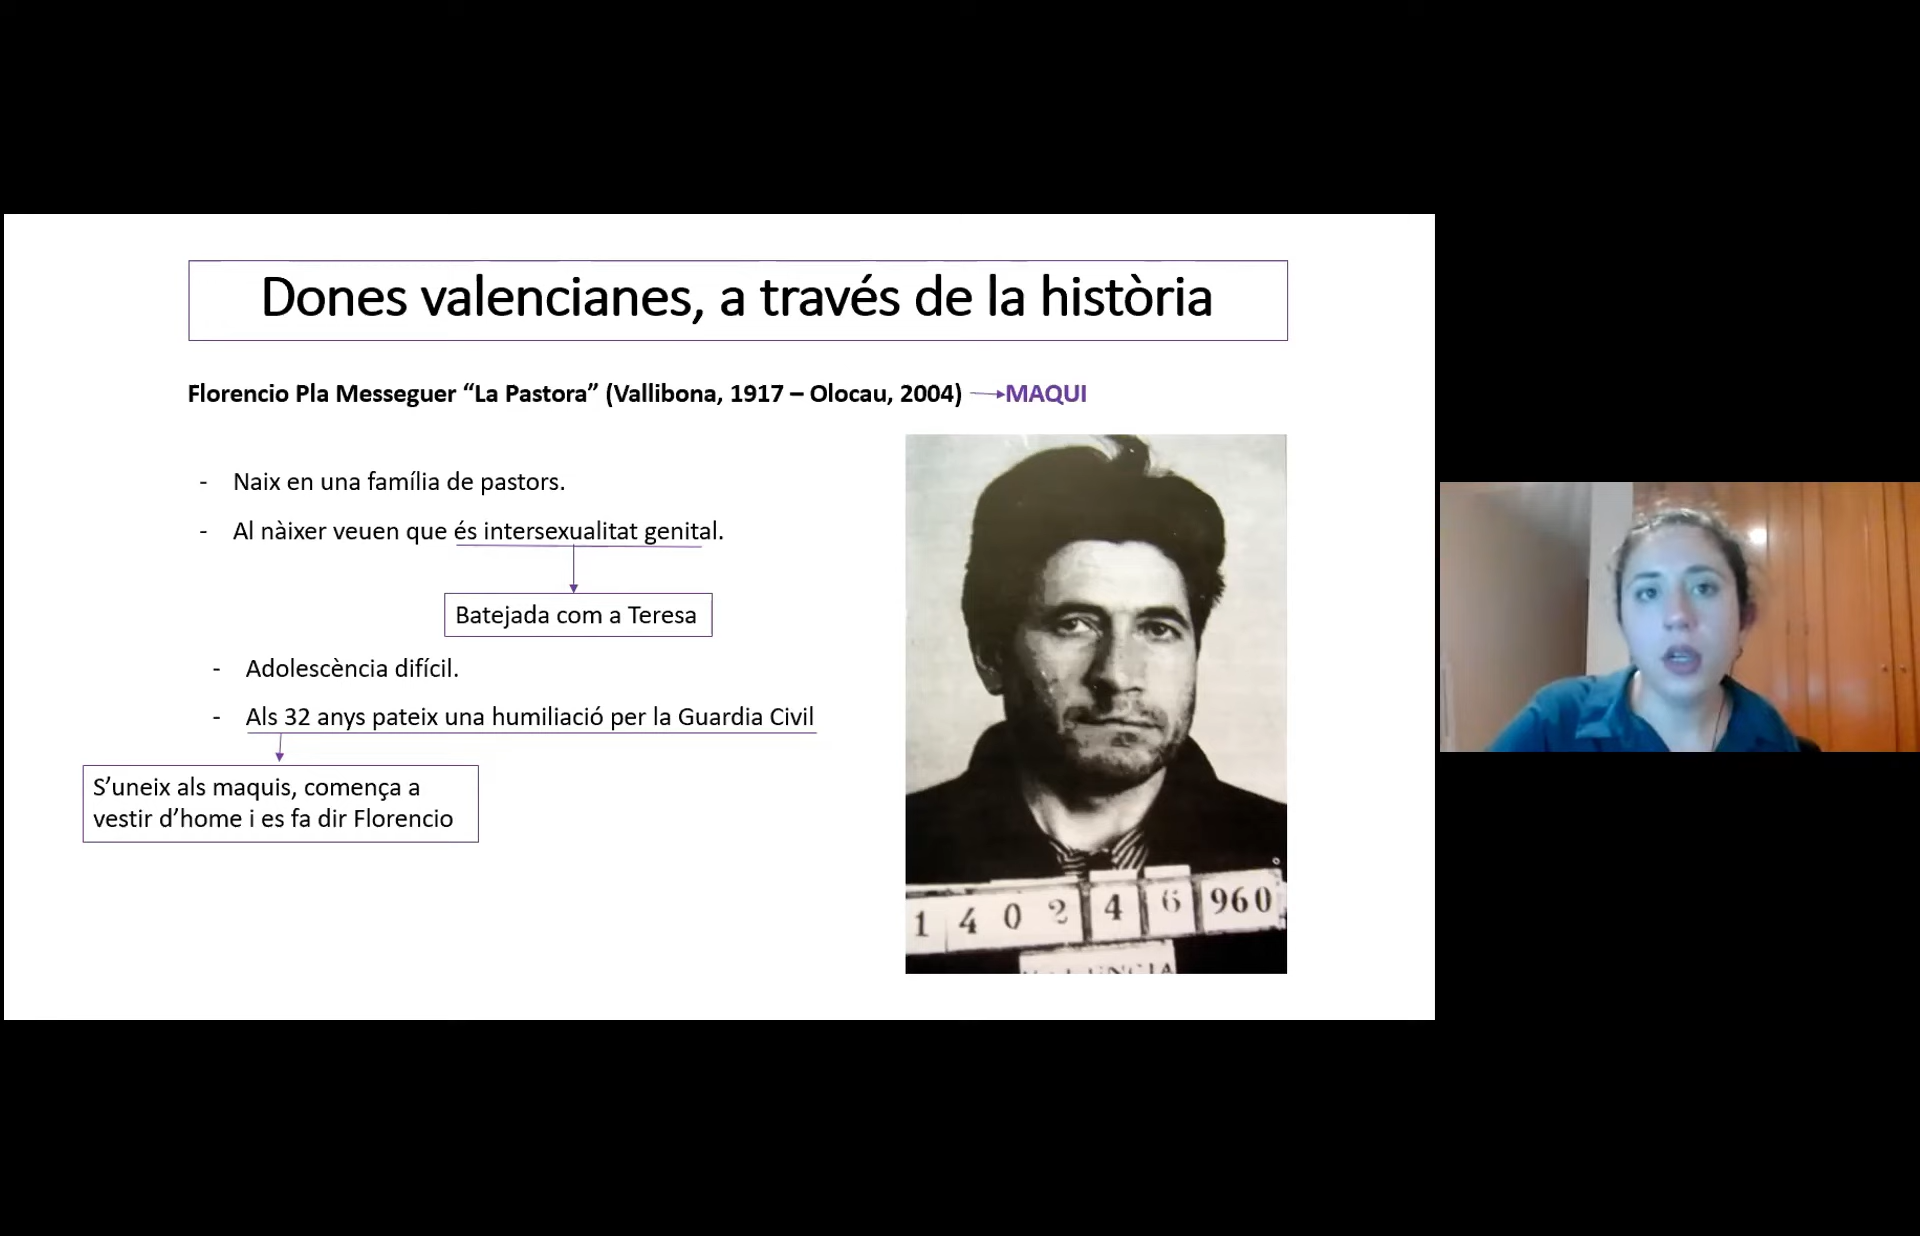 Dones valencianes, a través de la història
Florencio Pla Messeguer “La Pastora” (Vallibona, 1917 – Olocau, 2004) MAQUI
- Naix en una família de pastors.
- Al nàixer veuen que és intersexualitat genital.
Batejada com a Teresa
- Adolescència difícil.
- Als 32 anys pateix una humiliació per la Guardia Civil
S’uneix als maquis, comença a
vestir d’home i es fa dir Florencio
1 4 0 2 4 6 960
VALENCIA